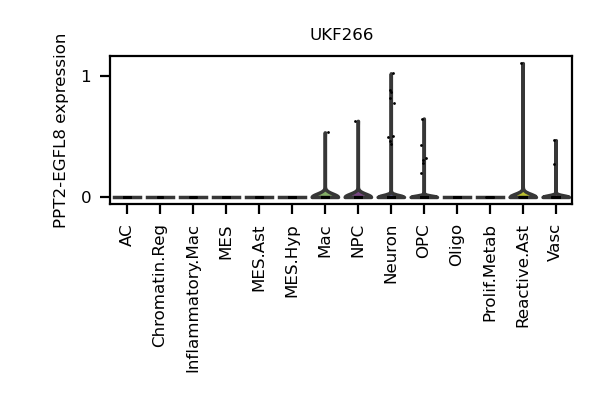 UKF266
PPT2-EGFL8 expression
1
0
AC
Chromatin.Reg
Inflammatory.Mac
MES
MES.Ast
MES.Hyp
Mac
NPC
Neuron
OPC
Oligo
Prolif.Metab
Reactive.Ast
Vasc